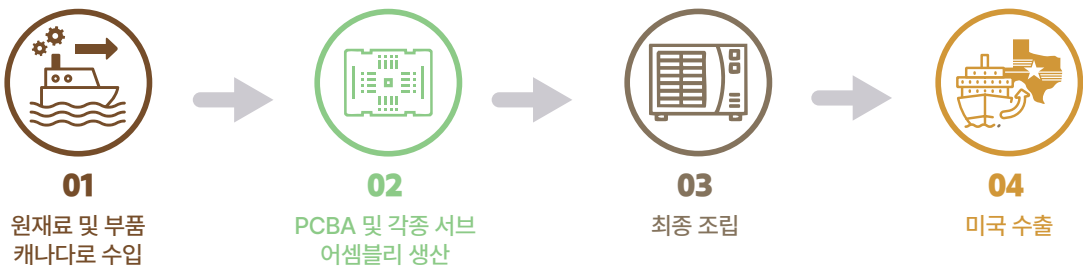 01
원재료 및 부품
캐나다로 수입
02
PCBA 및 각종 서브
어셈블리 생산
03
최종 조립
04
미국 수출